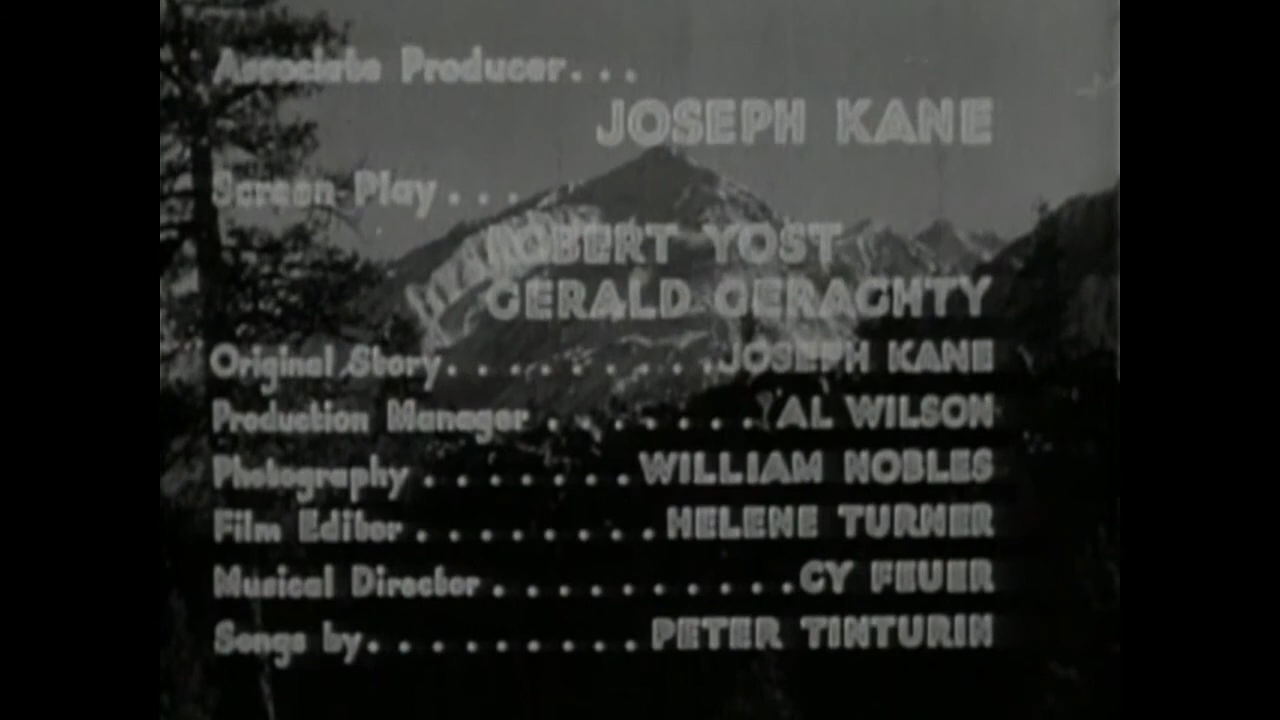 Associate Producer...
JOSEPH KANE
Screen Play...
ROBERT YOST
GERALD GERAGHTY
Original Story..........JOSEPH KANE
Production Manager........AL WILSON
Photography........WILLIAM NOBLES
Film Editor.........HELENE TURNER
Musical Director...........CY FEUER
Songs by..........PETER TINTURIN